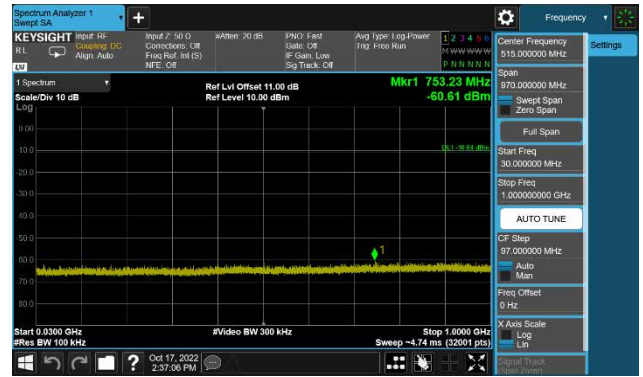 Spectrum Analyzer 1
Swept SA
+
Frequency
KEYSIGHT
Input: RF
Input Z: 50 Ω
#Atten: 20 dB
PNO: Fast
Avg Type: Log-Power
1 2 3 4 5 6
RL
Coupling: DC
Corrections: Off
Gate: Off
Trig: Free Run
M W W W W W
Align: Auto
Freq Ref: Int (S)
IF Gain: Low
NFE: Off
Sig Track: Off
P N N N N N
LXI
1 Spectrum
Ref Lvl Offset 11.00 dB
Mkr1 753.23 MHz
Scale/Div 10 dB
Ref Level 10.00 dBm
-60.61 dBm
Log
0.00
-10.0
-20.0
-30.0
-40.0
-50.0
-60.0
-70.0
-80.0
1
Start 0.0300 GHz
#Video BW 300 kHz
Stop 1.0000 GHz
#Res BW 100 kHz
Sweep ~4.74 ms (32001 pts)
?
Oct 17, 2022
2:37:06 PM
Center Frequency
515.000000 MHz
Settings
Span
970.000000 MHz
Swept Span
Zero Span
Full Span
Start Freq
30.000000 MHz
Stop Freq
1.000000000 GHz
AUTO TUNE
CF Step
97.000000 MHz
Auto
Man
Freq Offset
0 Hz
X Axis Scale
Log
Lin
Signal Track
(Span Zoom)